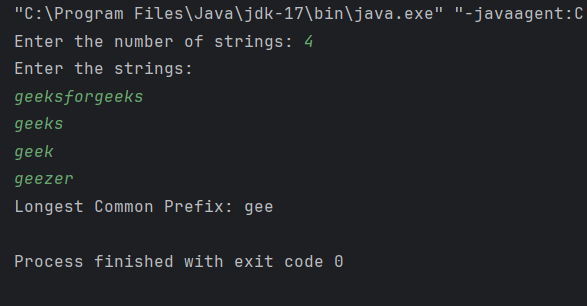 "C:\Program Files\Java\jdk-17\bin\java.exe" "-javaagent:C
Enter the number of strings: 4
Enter the strings:
geeksforgeeks
geeks
geek
geezer
Longest Common Prefix: gee
Process finished with exit code 0